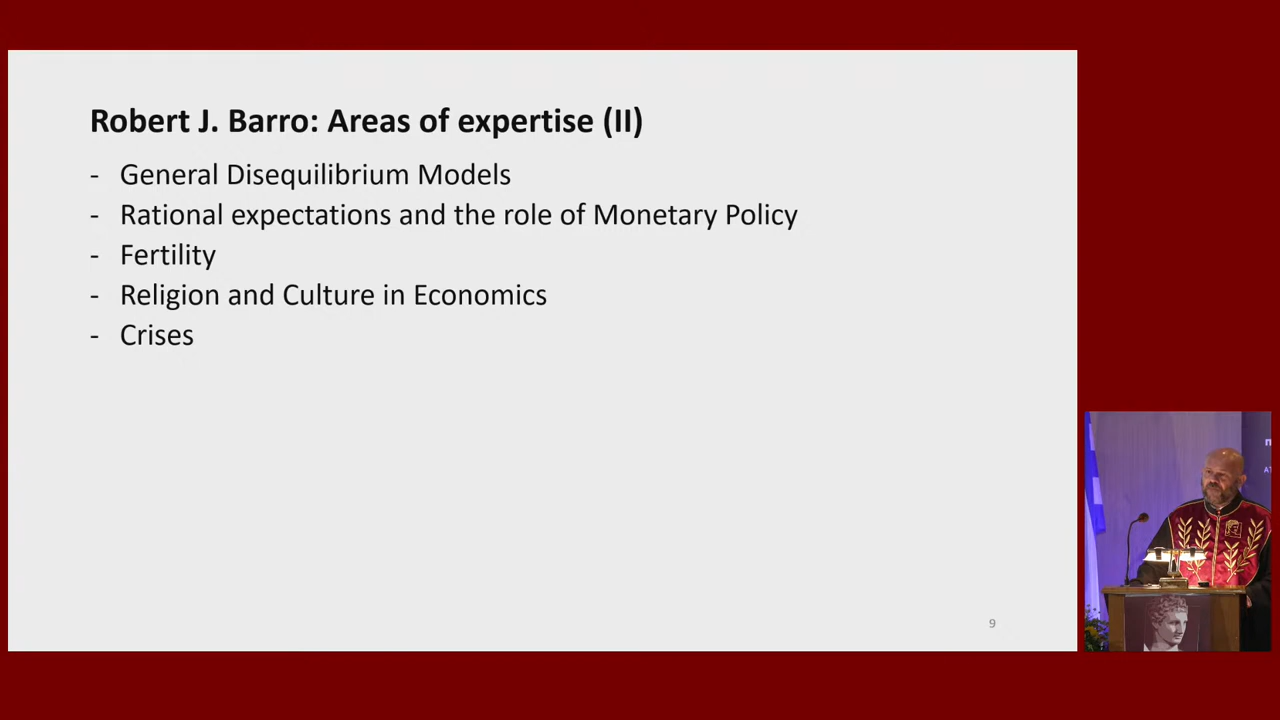 Robert J. Barro: Areas of expertise (II)
- General Disequilibrium Models
- Rational expectations and the role of Monetary Policy
- Fertility
- Religion and Culture in Economics
- Crises
9